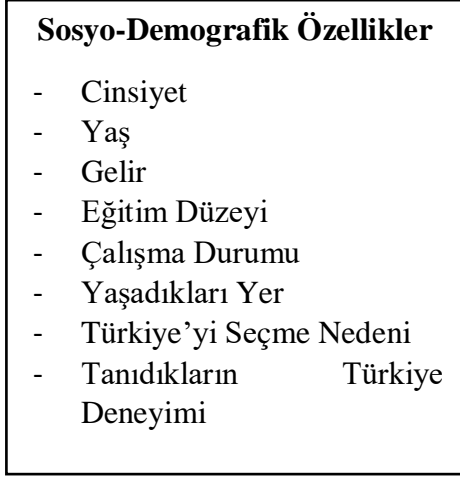 Sosyo-Demografik Özellikler
- Cinsiyet
- Yaş
- Gelir
- Eğitim Düzeyi
- Çalışma Durumu
- Yaşadıkları Yer
- Türkiye’yi Seçme Nedeni
- Tanıdıkların Türkiye
Deneyimi